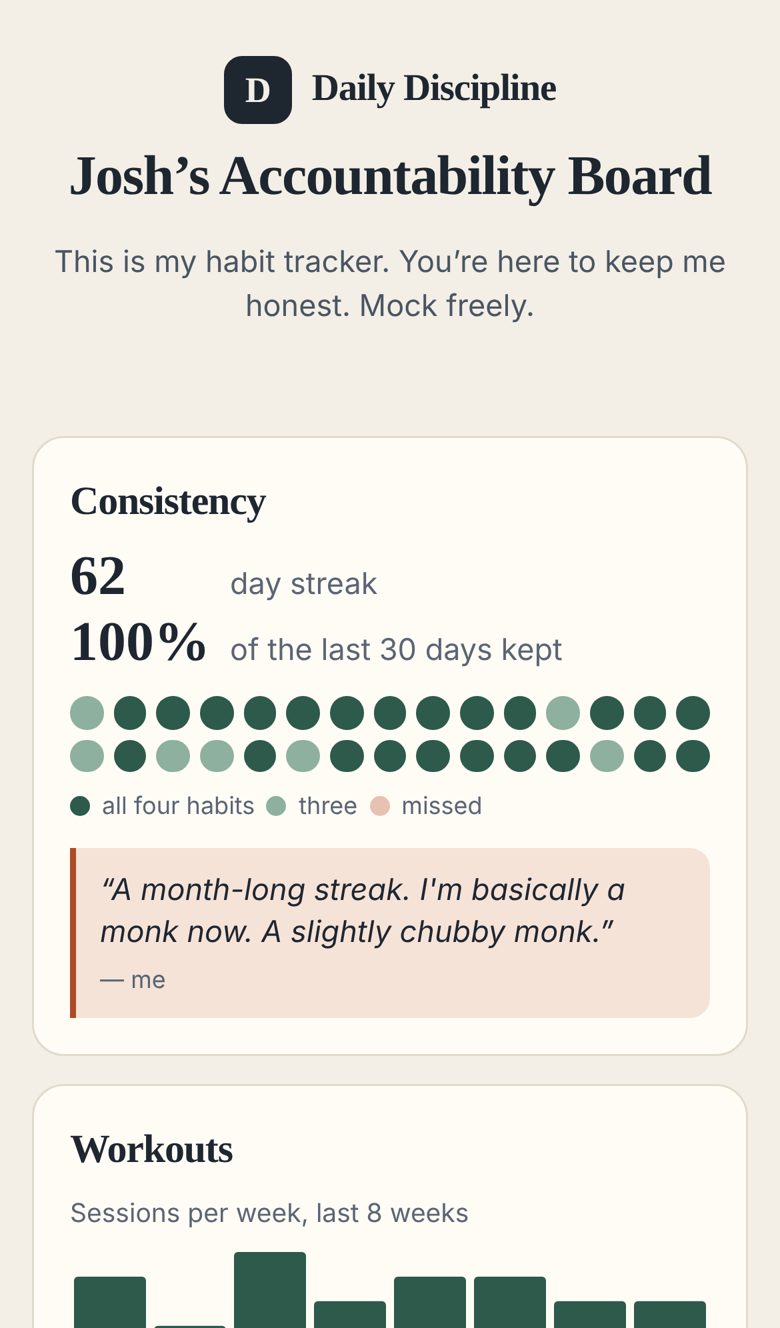 D
Daily Discipline
Josh’s Accountability Board
This is my habit tracker. You’re here to keep me
honest. Mock freely.
Consistency
62 day streak
100% of the last 30 days kept
all four habits three missed
“A month-long streak. I'm basically a
monk now. A slightly chubby monk.”
— me
Workouts
Sessions per week, last 8 weeks